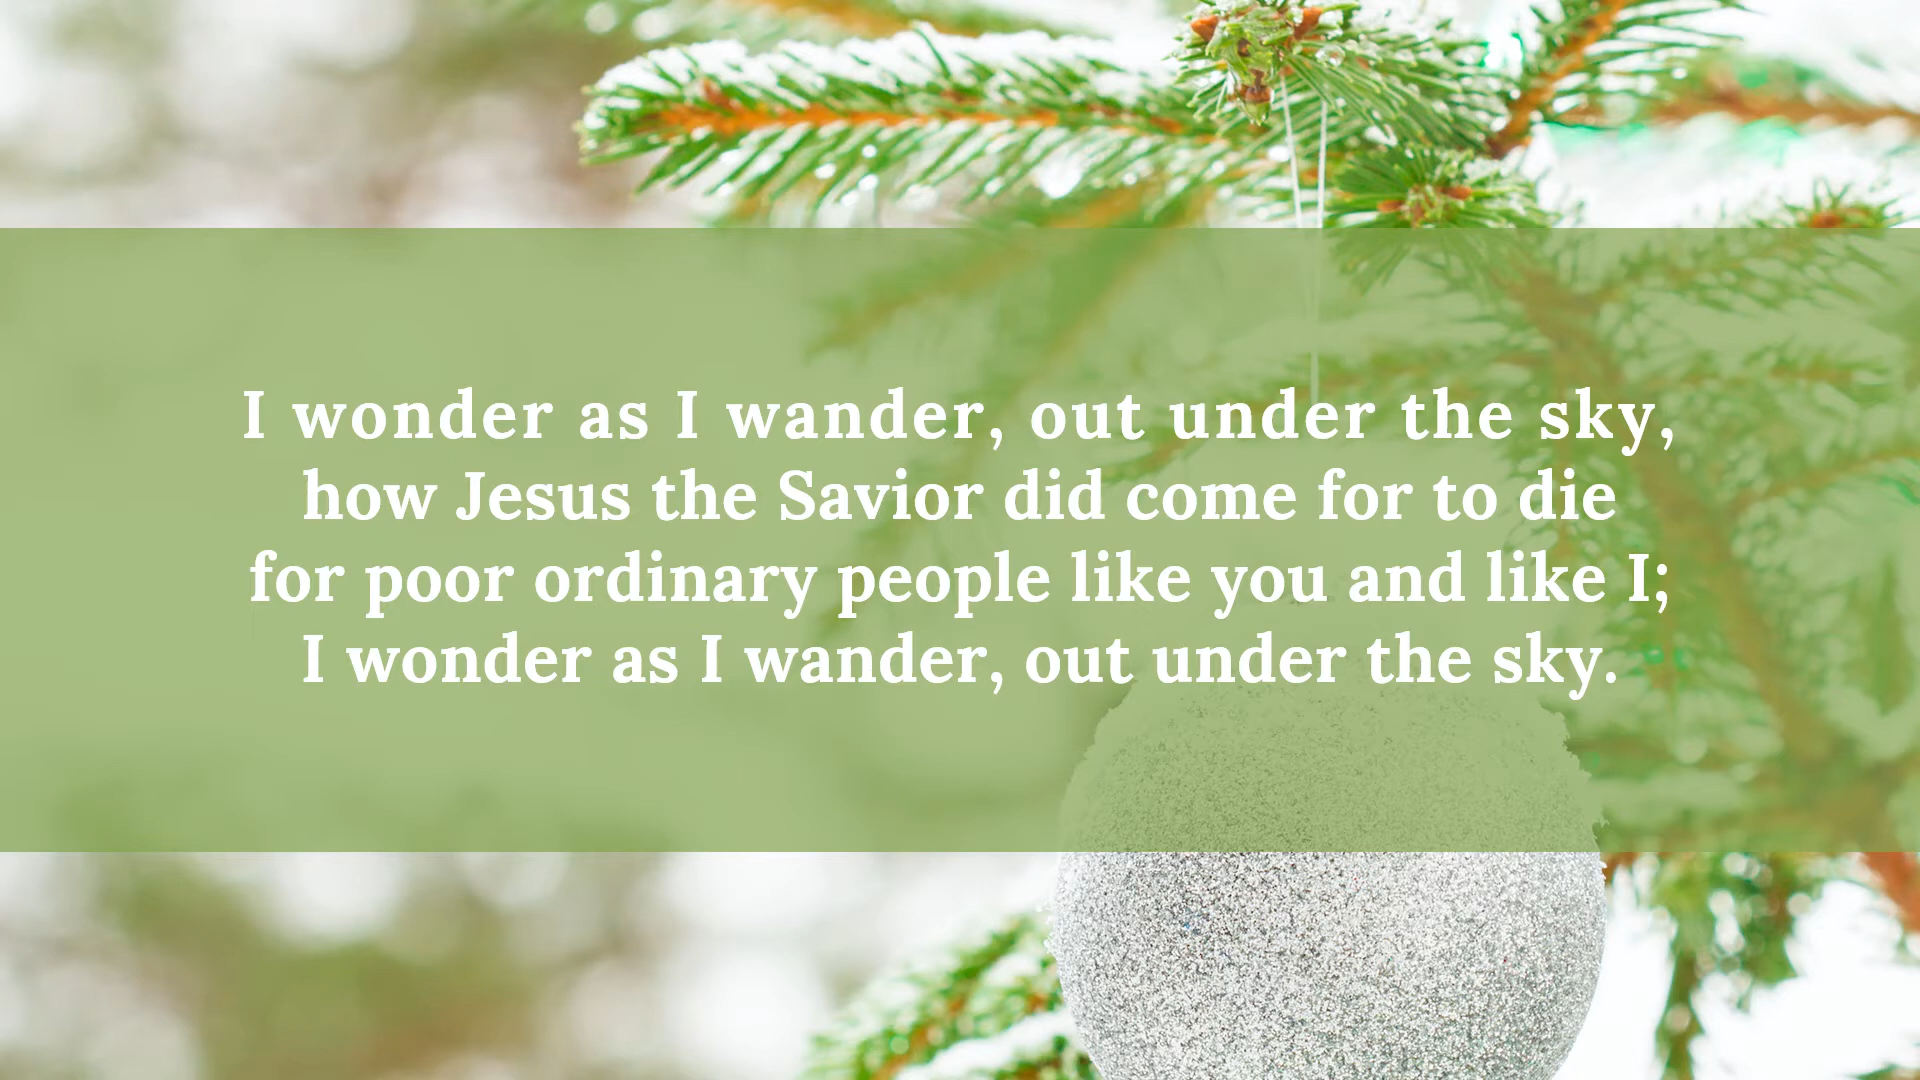 I wonder as I wander, out under the sky,
how Jesus the Savior did come for to die
for poor ordinary people like you and like I;
I wonder as I wander, out under the sky.